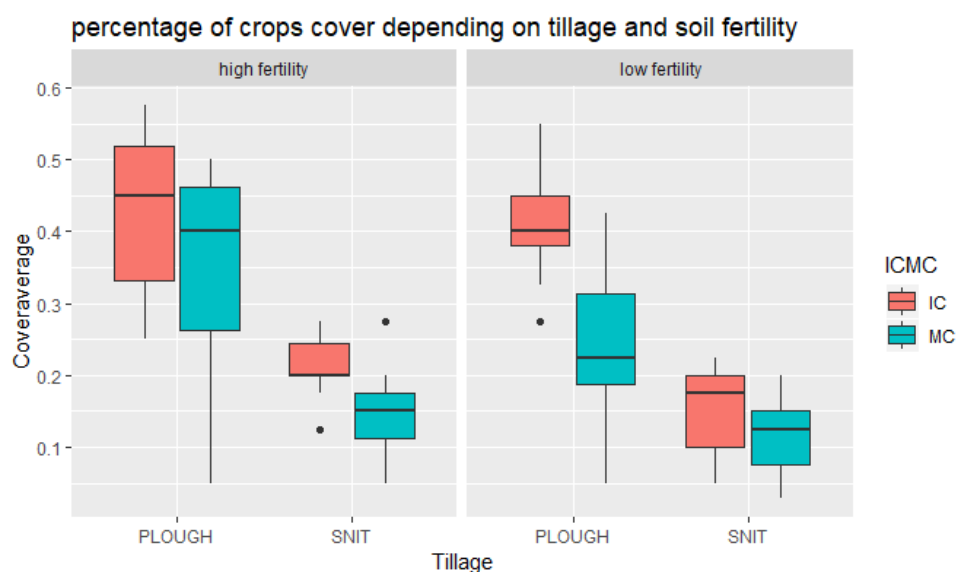 percentage of crops cover depending on tillage and soil fertility
high fertility
low fertility
0.6
0.5
0.4
0.3
0.2
0.1
Coveraverage
PLOUGH
SNIT
PLOUGH
SNIT
Tillage
ICMC
IC
MC